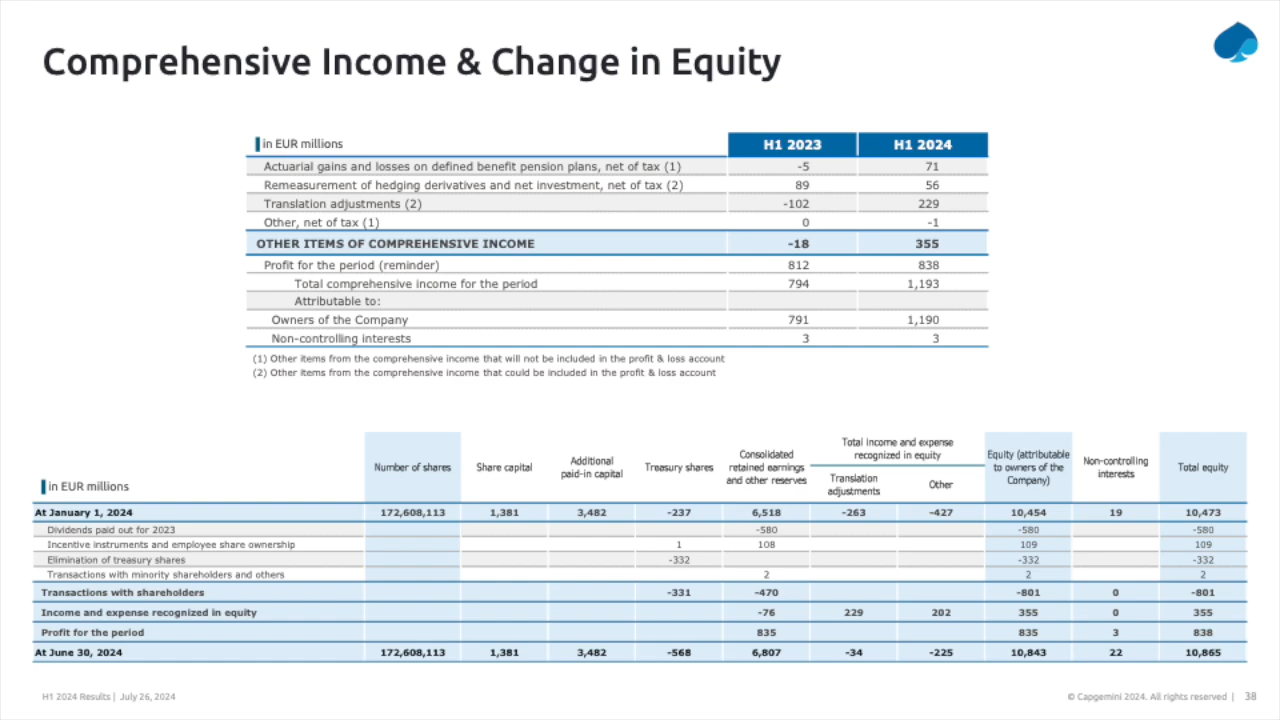 Comprehensive Income & Change in Equity
in EUR millions H1 2023 H1 2024
Actuarial gains and losses on defined benefit pension plans, net of tax (1) -5 71
Remeasurement of hedging derivatives and net investment, net of tax (2) 89 56
Translation adjustments (2) -102 229
Other, net of tax (1) 0 -1
OTHER ITEMS OF COMPREHENSIVE INCOME -18 355
Profit for the period (reminder) 812 838
Total comprehensive income for the period 794 1,193
Attributable to:
Owners of the Company 791 1,190
Non-controlling interests 3 3
(1) Other items from the comprehensive income that will not be included in the profit & loss account
(2) Other items from the comprehensive income that could be included in the profit & loss account
in EUR millions
Number of shares
Share capital
Additional
paid-in capital
Treasury shares
Consolidated
retained earnings
and other reserves
Total income and expense
recognized in equity
Translation
adjustments
Other
Equity (attributable
to owners of the
Company)
Non-controlling
interests
Total equity
At January 1, 2024 172,608,113 1,381 3,482 -237 6,518 -263 -427 10,454 19 10,473
Dividends paid out for 2023 -580 -580 -580
Incentive instruments and employee share ownership 1 108 109 109
Elimination of treasury shares -332 -332 -332
Transactions with minority shareholders and others 2 2 2
Transactions with shareholders -331 -470 -801 0 -801
Income and expense recognized in equity -76 229 202 355 0 355
Profit for the period 835 835 3 838
At June 30, 2024 172,608,113 1,381 3,482 -568 6,807 -34 -225 10,843 22 10,865
H1 2024 Results | July 26, 2024
© Capgemini 2024. All rights reserved | 38